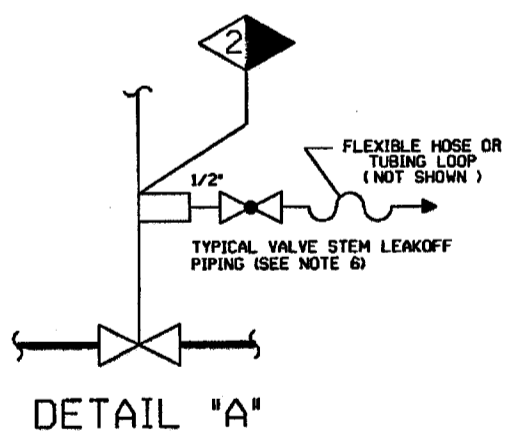 2
1/2"
FLEXIBLE HOSE OR
TUBING LOOP
(NOT SHOWN)
TYPICAL VALVE STEM LEAKOFF
PIPING (SEE NOTE 6)
DETAIL "A"